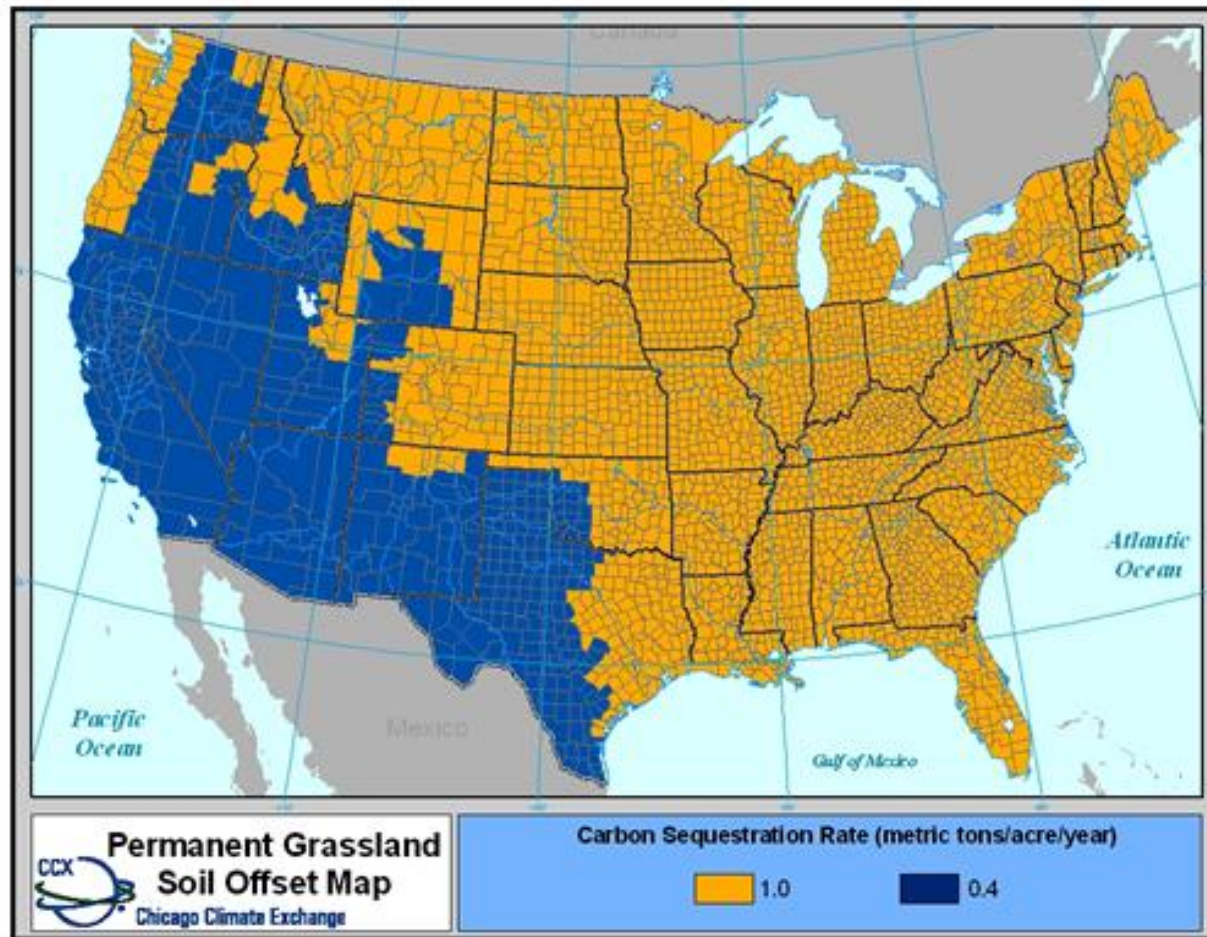 Canada
Pacific
Ocean
Mexico
Gulf of Mexico
Atlantic
Ocean
Permanent Grassland
Soil Offset Map
CCX
Chicago Climate Exchange
Carbon Sequestration Rate (metric tons/acre/year)
1.0
0.4